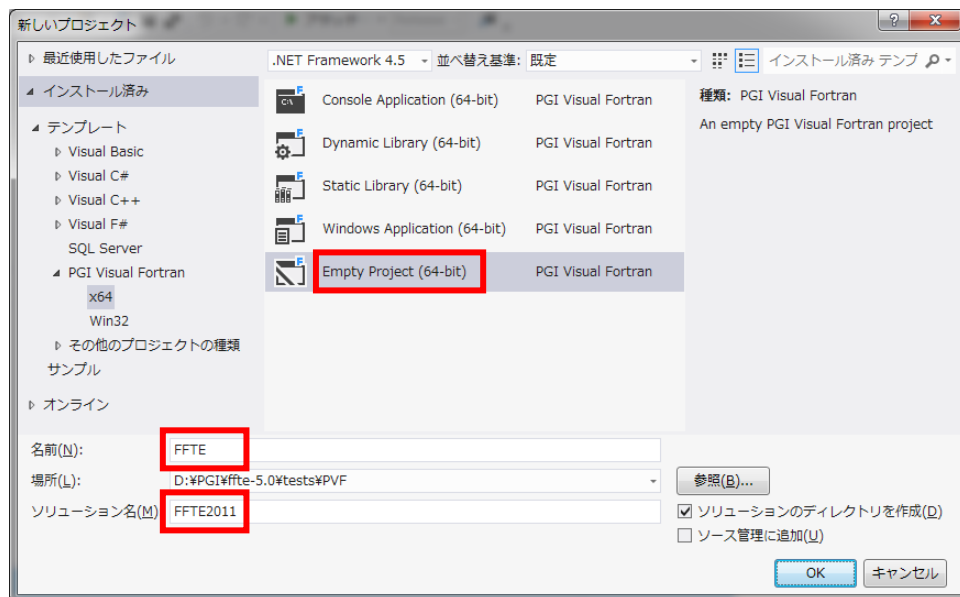 新しいプロジェクト
最近使用したファイル
.NET Framework 4.5 並べ替え基準: 既定
インストール済み テンプ
インストール済み
テンプレート
Visual Basic
Visual C#
Visual C++
Visual F#
SQL Server
PGI Visual Fortran
x64
Win32
その他のプロジェクトの種類
サンプル
オンライン
Console Application (64-bit) PGI Visual Fortran
Dynamic Library (64-bit) PGI Visual Fortran
Static Library (64-bit) PGI Visual Fortran
Windows Application (64-bit) PGI Visual Fortran
Empty Project (64-bit) PGI Visual Fortran
種類: PGI Visual Fortran
An empty PGI Visual Fortran project
名前(N): FFTE
場所(L): D:¥PGI¥ffte-5.0¥tests¥PVF
参照(B)...
ソリューション名(M) FFTE2011
ソリューションのディレクトリを作成(D)
ソース管理に追加(U)
OK キャンセル